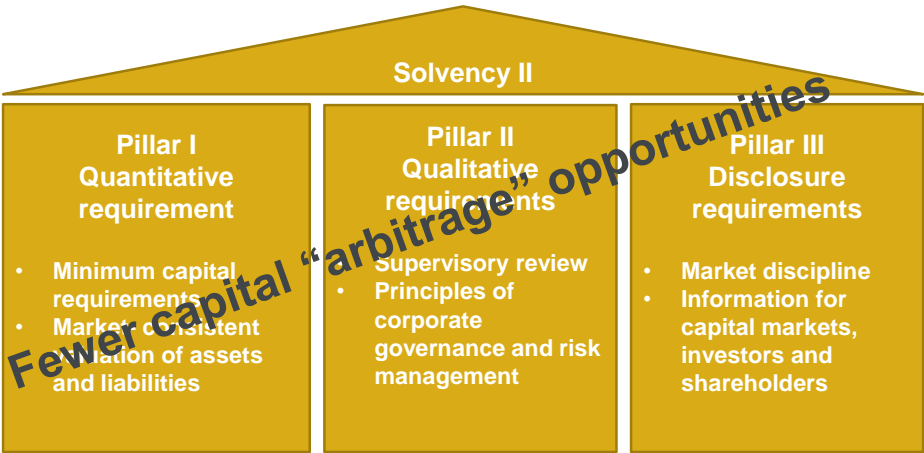 Solvency II
Pillar I
Quantitative
requirement
• Minimum capital
requirements
• Market consistent
valuation of assets
and liabilities
Pillar II
Qualitative
requirements
• Supervisory review
• Principles of
corporate
governance and risk
management
Pillar III
Disclosure
requirements
• Market discipline
• Information for
capital markets,
investors and
shareholders
Fewer capital “arbitrage” opportunities